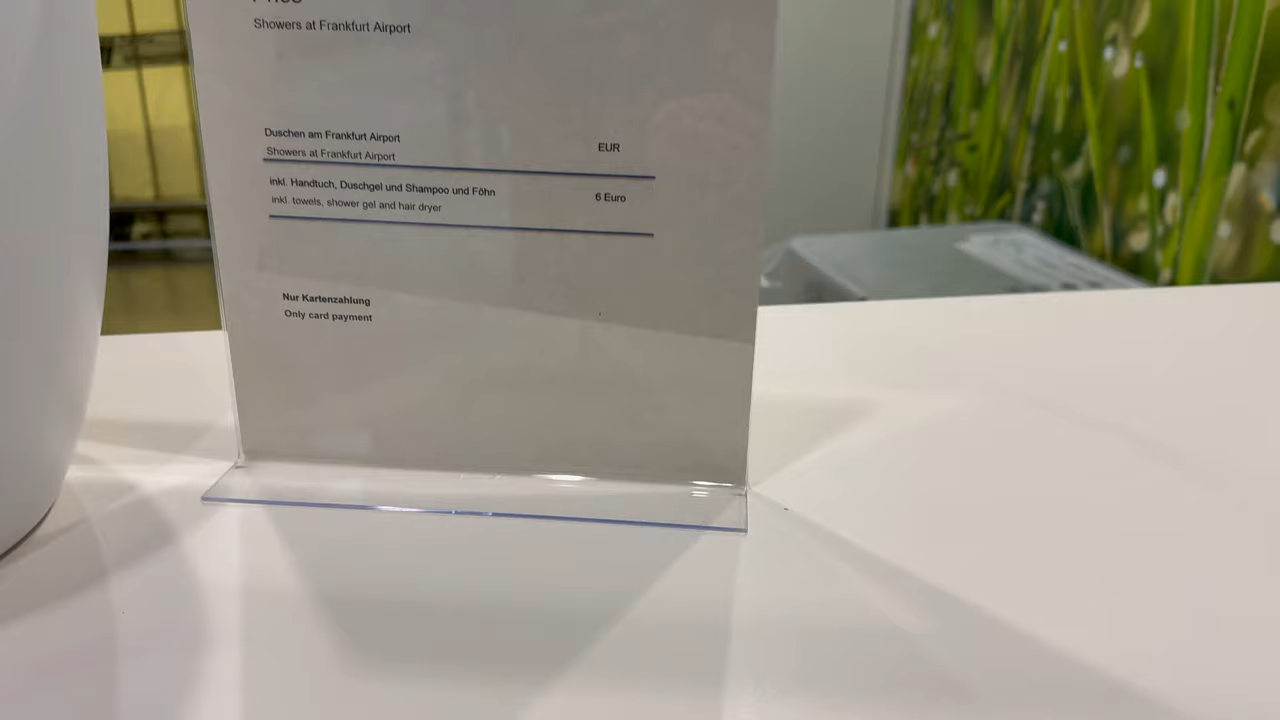 Showers at Frankfurt Airport
Duschen am Frankfurt Airport
Showers at Frankfurt Airport
EUR
inkl. Handtuch, Duschgel und Shampoo und Föhn
inkl. towels, shower gel and hair dryer
6 Euro
Nur Kartenzahlung
Only card payment